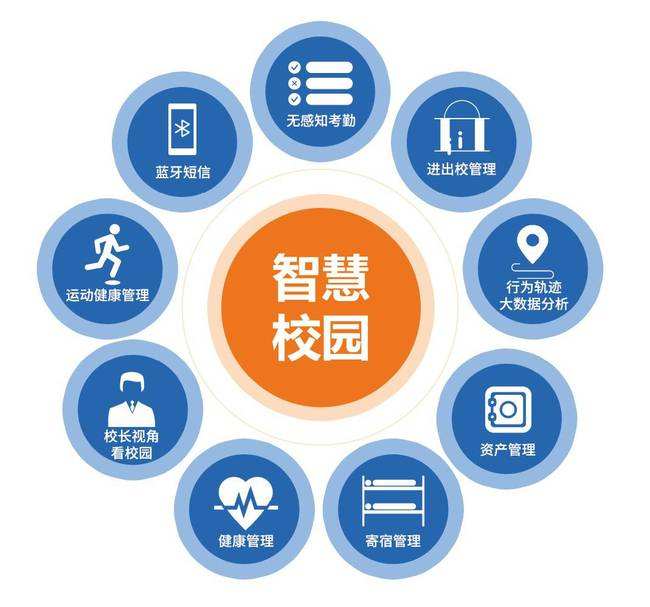 智慧
校园
无感知考勤
进出校管理
行为轨迹
大数据分析
资产管理
寄宿管理
健康管理
校长视角
看校园
运动健康管理
蓝牙短信